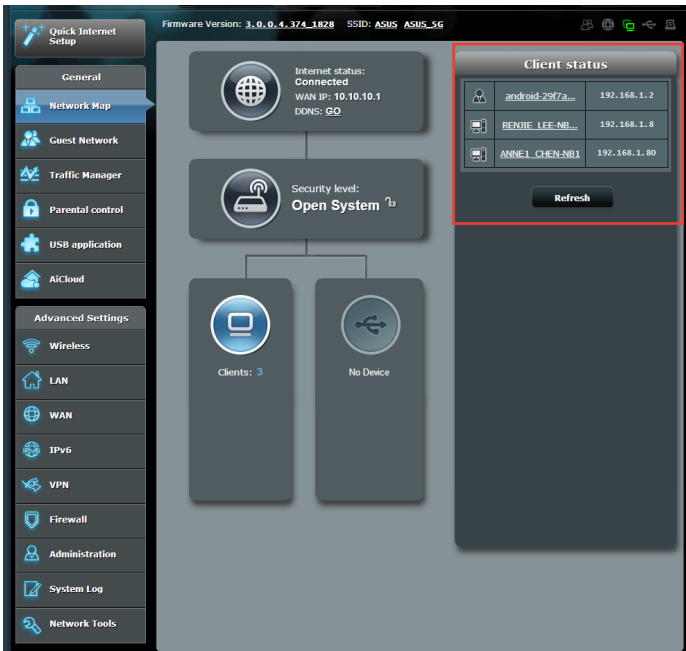 Quick Internet
Setup
Firmware Version: 3.0.0.4.374_1828 SSID: ASUS ASUS_5G
General
Network Map
Guest Network
Traffic Manager
Parental control
USB application
AiCloud
Advanced Settings
Wireless
LAN
WAN
IPv6
VPN
Firewall
Administration
System Log
Network Tools
Internet status:
Connected
WAN IP: 10.10.10.1
DDNS: GO
Security level:
Open System
Clients: 3
No Device
Client status
android-29f7a... 192.168.1.2
RENJIE_LEE-NB... 192.168.1.8
ANNE1_CHEN-NB1 192.168.1.80
Refresh